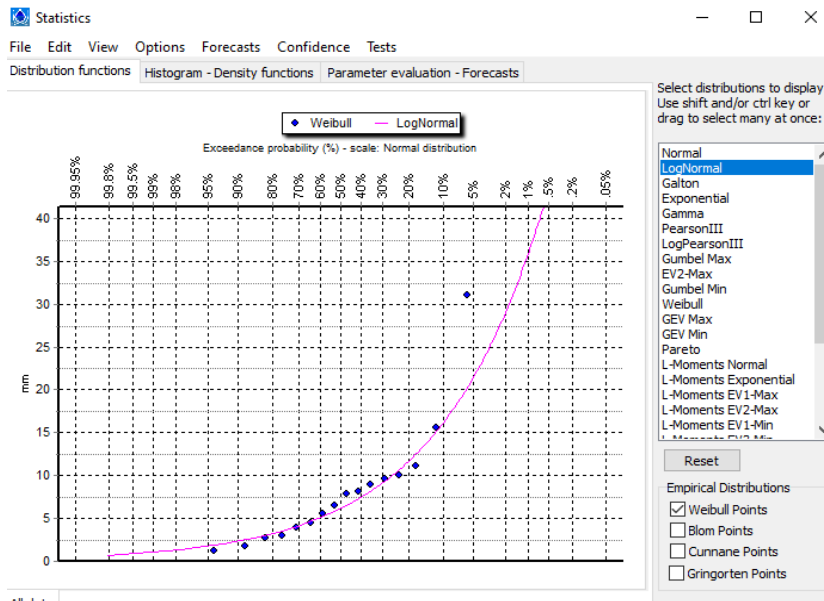 Statistics
File Edit View Options Forecasts Confidence Tests
Distribution functions Histogram - Density functions Parameter evaluation - Forecasts
Weibull LogNormal
Exceedance probability (%) - scale: Normal distribution
99.95% 99.8% 99.5% 99% 98% 95% 90% 80% 70% 60% 50% 40% 30% 20% 10% 5% 2% 1% .5% .2% .05%
40
35
30
25
20
15
10
5
0
mm
Select distributions to display
Use shift and/or ctrl key or
drag to select many at once:
Normal
LogNormal
Galton
Exponential
Gamma
PearsonIII
LogPearsonIII
Gumbel Max
EV2-Max
Gumbel Min
Weibull
GEV Max
GEV Min
Pareto
L-Moments Normal
L-Moments Exponential
L-Moments EV1-Max
L-Moments EV2-Max
L-Moments EV1-Min
Reset
Empirical Distributions
Weibull Points
Blom Points
Cunnane Points
Gringorten Points